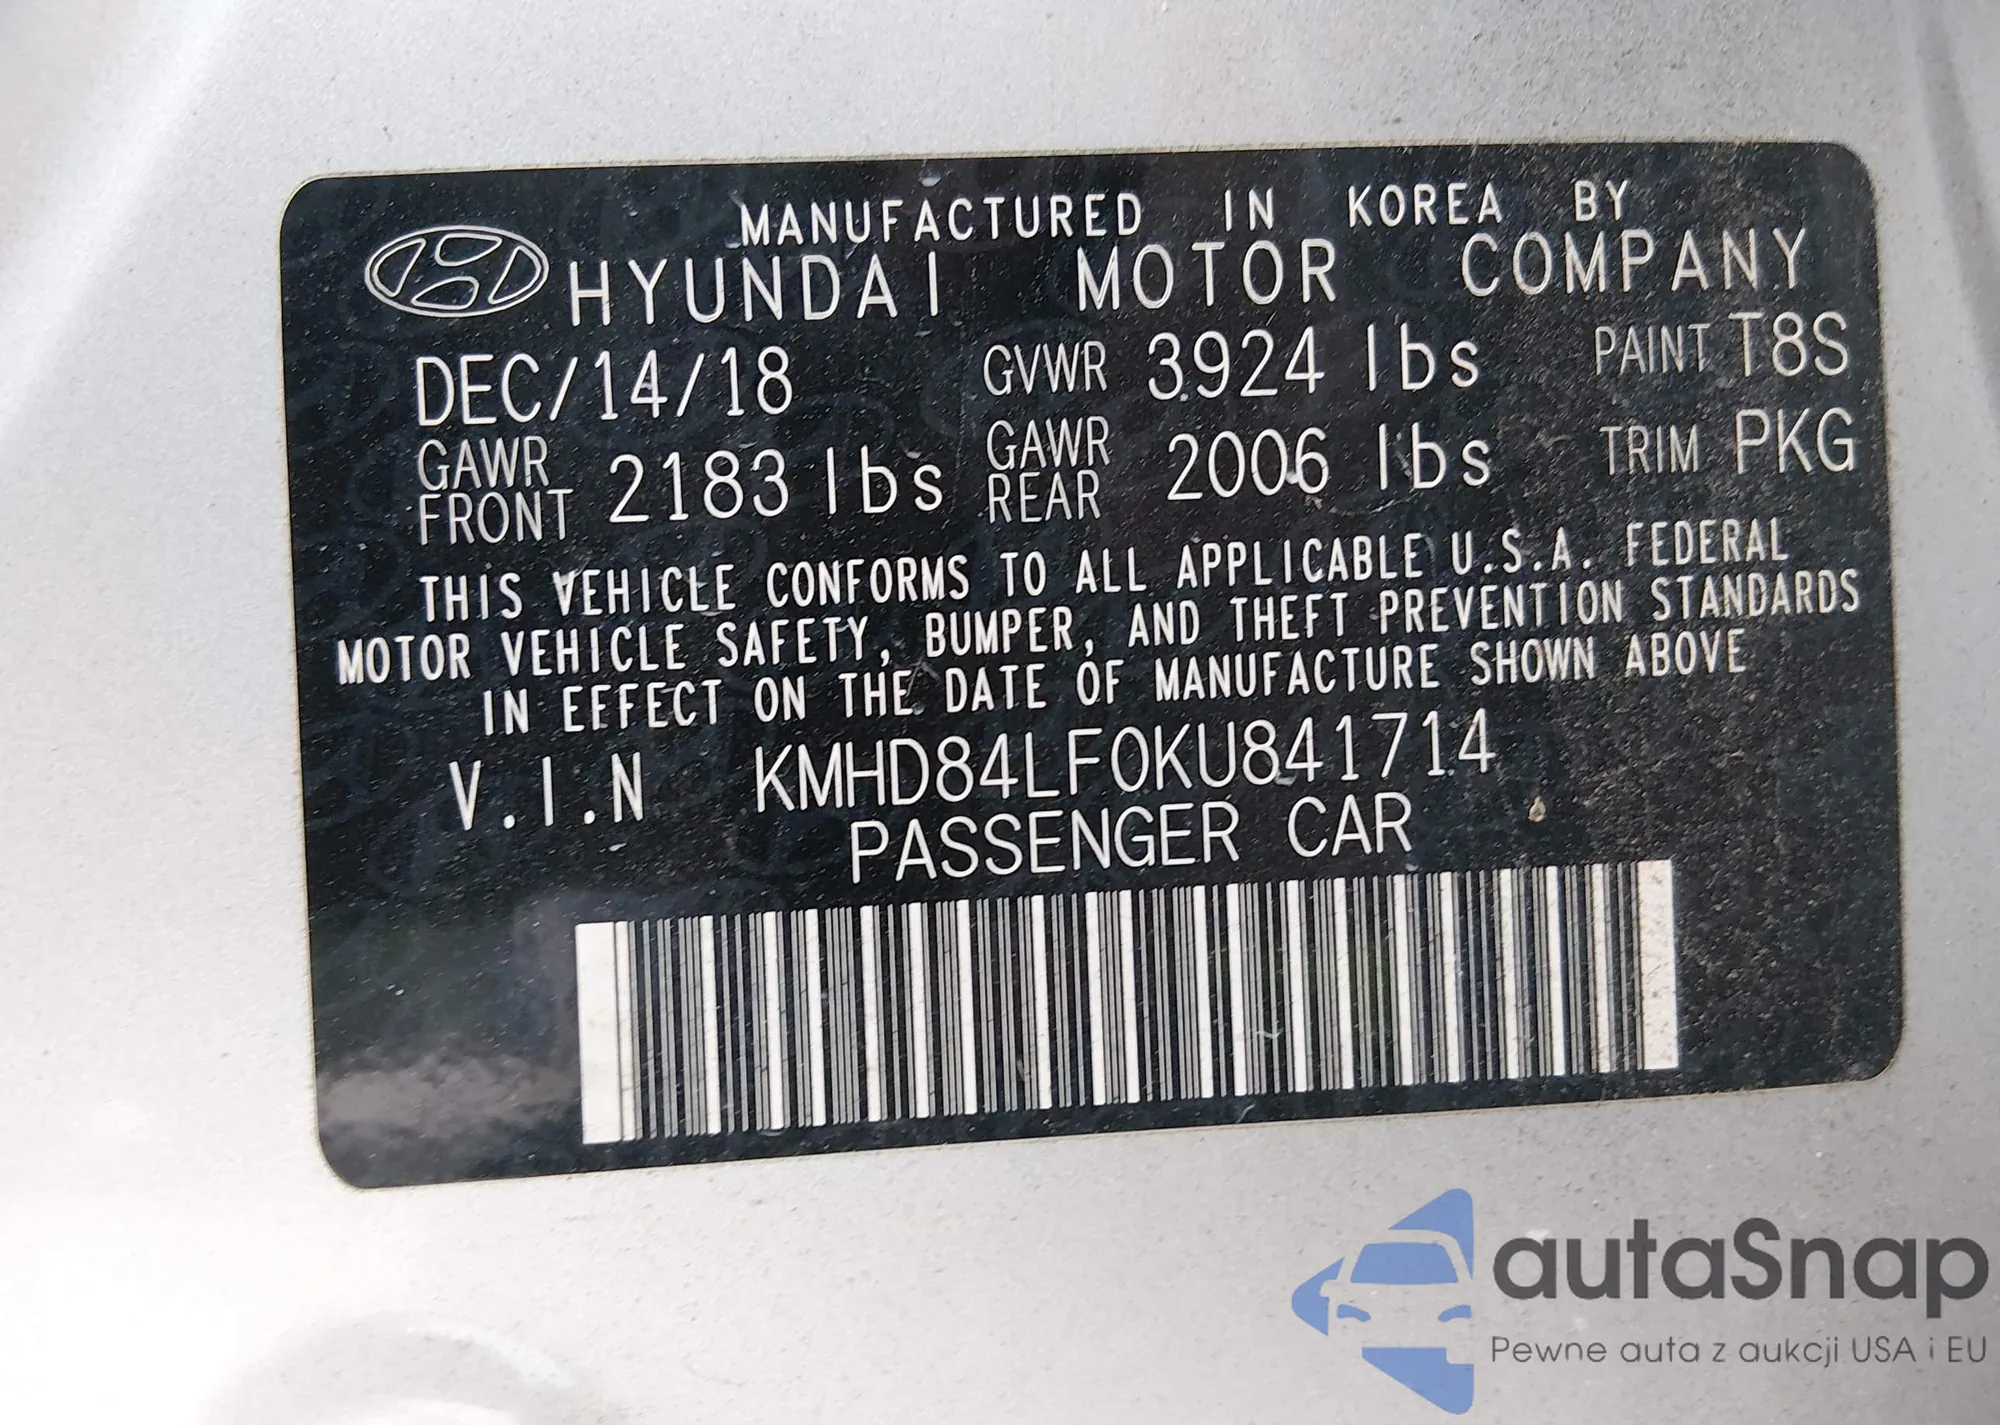 MANUFACTURED IN KOREA BY
HYUNDAI MOTOR COMPANY
DEC/14/18 GVWR 3924 lbs PAINT T8S
GAWR FRONT 2183 lbs GAWR REAR 2006 lbs TRIM PKG
THIS VEHICLE CONFORMS TO ALL APPLICABLE U.S.A. FEDERAL
MOTOR VEHICLE SAFETY, BUMPER, AND THEFT PREVENTION STANDARDS
IN EFFECT ON THE DATE OF MANUFACTURE SHOWN ABOVE
V.I.N KMHD84LF0KU841714
PASSENGER CAR
autaSnap
Pewne auta z aukcji USA i EU